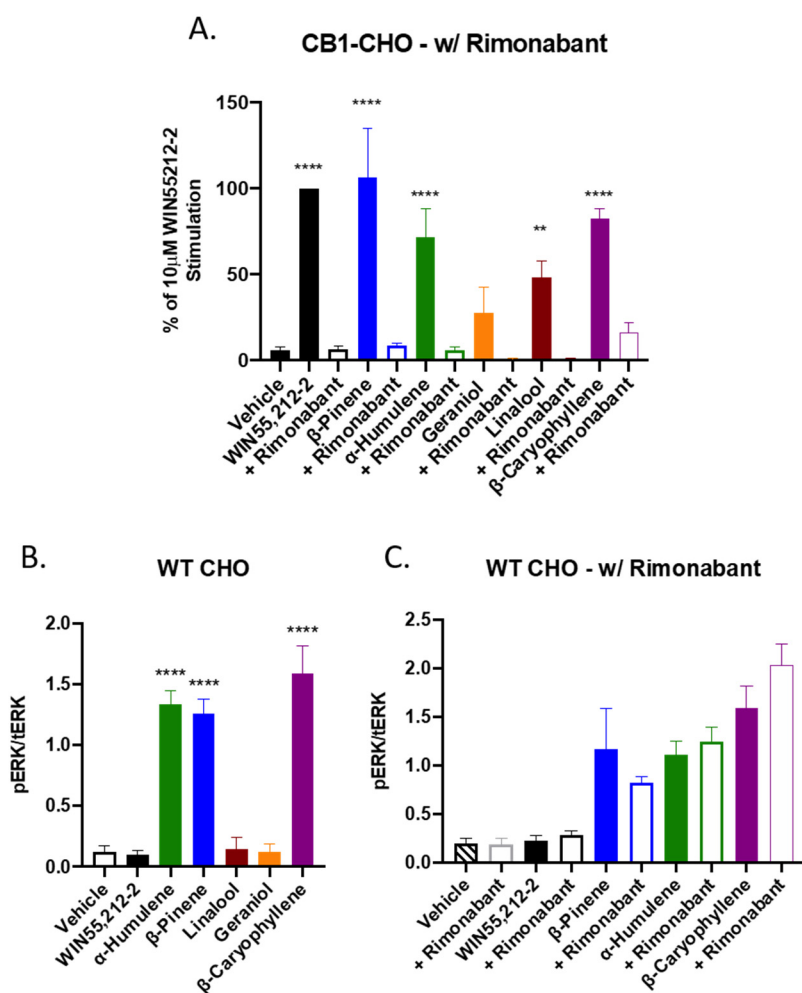 A.
CB1-CHO - w/ Rimonabant
% of 10μM WIN55212-2
Stimulation
150
100
50
0
****
****
****
**
****
Vehicle
WIN55,212-2
+ Rimonabant
β-Pinene
+ Rimonabant
α-Humulene
+ Rimonabant
Geraniol
+ Rimonabant
Linalool
+ Rimonabant
β-Caryophyllene
+ Rimonabant
B.
WT CHO
pERK/tERK
2.0
1.5
1.0
0.5
0.0
****
****
****
Vehicle
WIN55,212-2
α-Humulene
β-Pinene
Linalool
Geraniol
β-Caryophyllene
C.
WT CHO - w/ Rimonabant
pERK/tERK
2.5
2.0
1.5
1.0
0.5
0.0
Vehicle
+ Rimonabant
WIN55,212-2
+ Rimonabant
β-Pinene
+ Rimonabant
α-Humulene
+ Rimonabant
β-Caryophyllene
+ Rimonabant